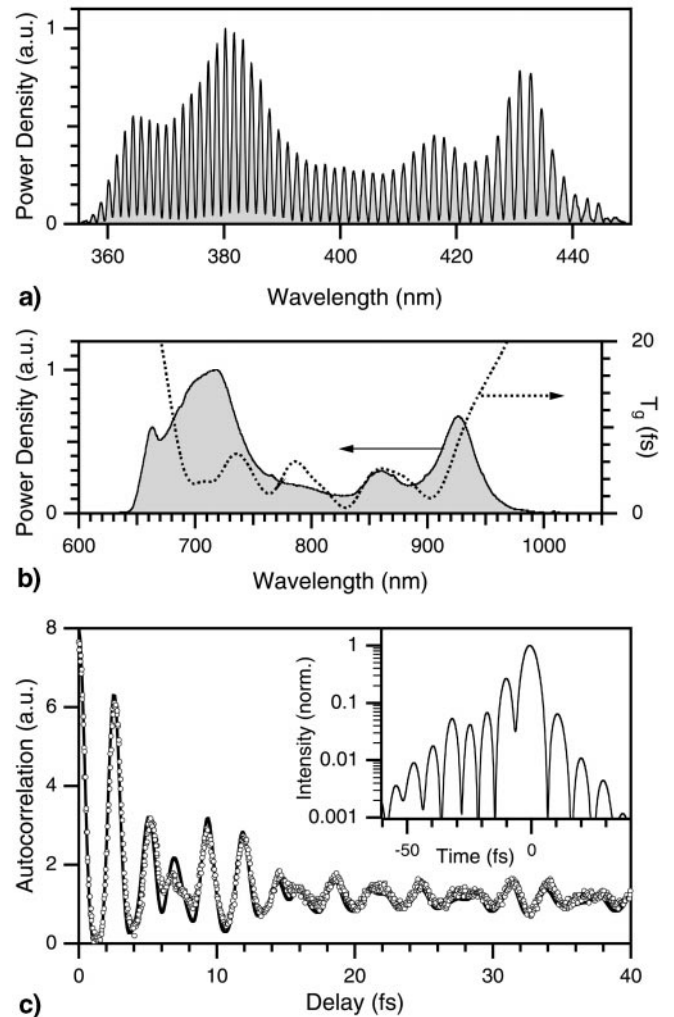 Power Density (a.u.)
1
0
360 380 400 420 440
Wavelength (nm)
a)
Power Density (a.u.)
1
0
20
0
Tg (fs)
600 700 800 900 1000
Wavelength (nm)
b)
Autocorrelation (a.u.)
8
6
4
2
0
Intensity (norm.)
1
0.1
0.01
0.001
-50 Time (fs) 0
0 10 20 30 40
Delay (fs)
c)